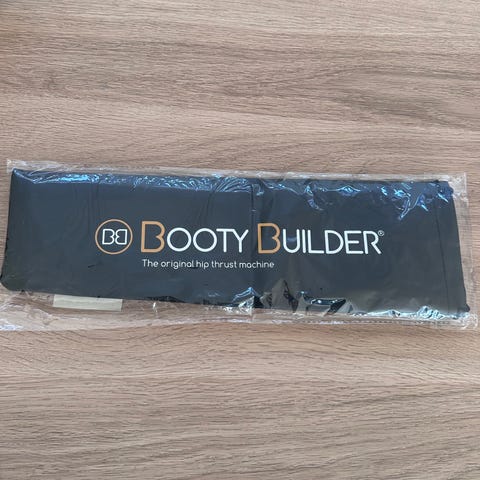 BB BOOTY BUILDER®
The original hip thrust machine